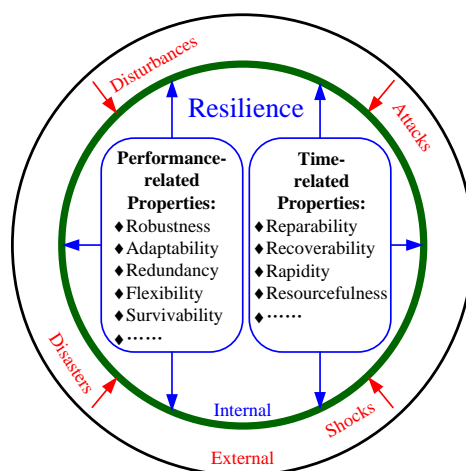 Disturbances
Attacks
Resilience
Performance-
related
Properties:
♦Robustness
♦Adaptability
♦Redundancy
♦Flexibility
♦Survivability
♦······
Time-
related
Properties:
♦Reparability
♦Recoverability
♦Rapidity
♦Resourcefulness
♦······
Disasters
Internal
Shocks
External